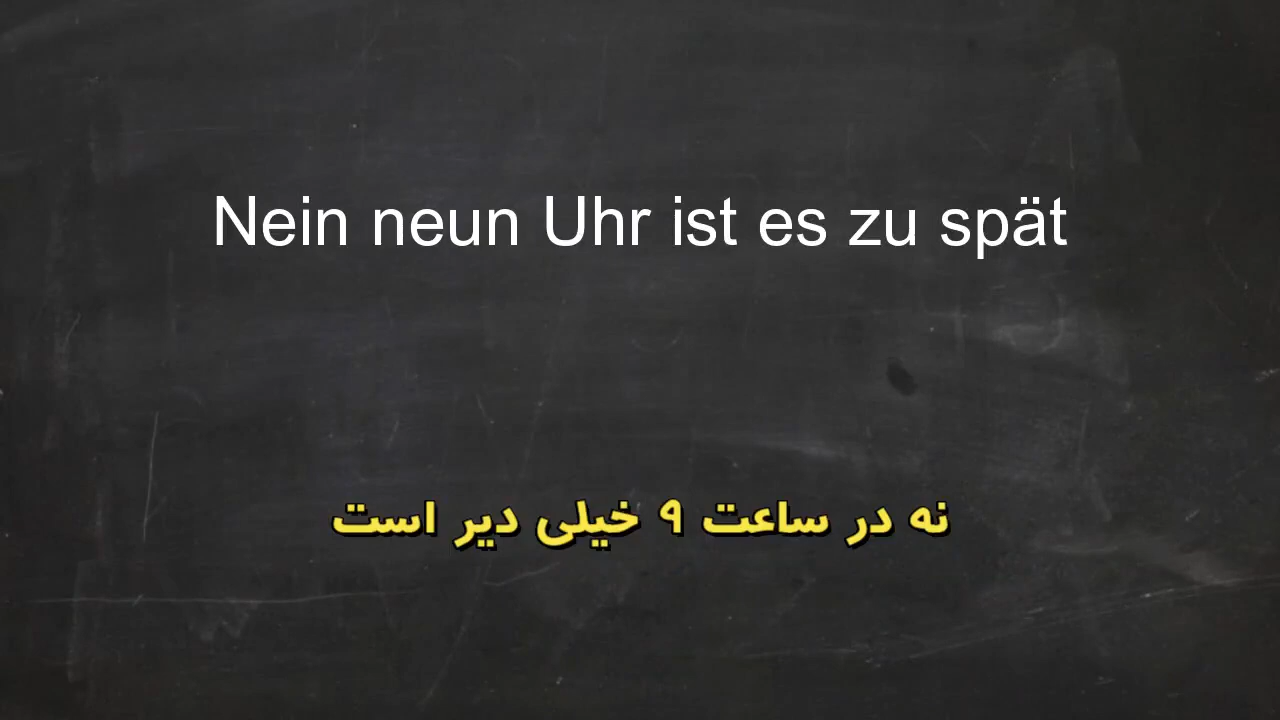 Nein neun Uhr ist es zu spät
نه در ساعت ۹ خیلی دیر است